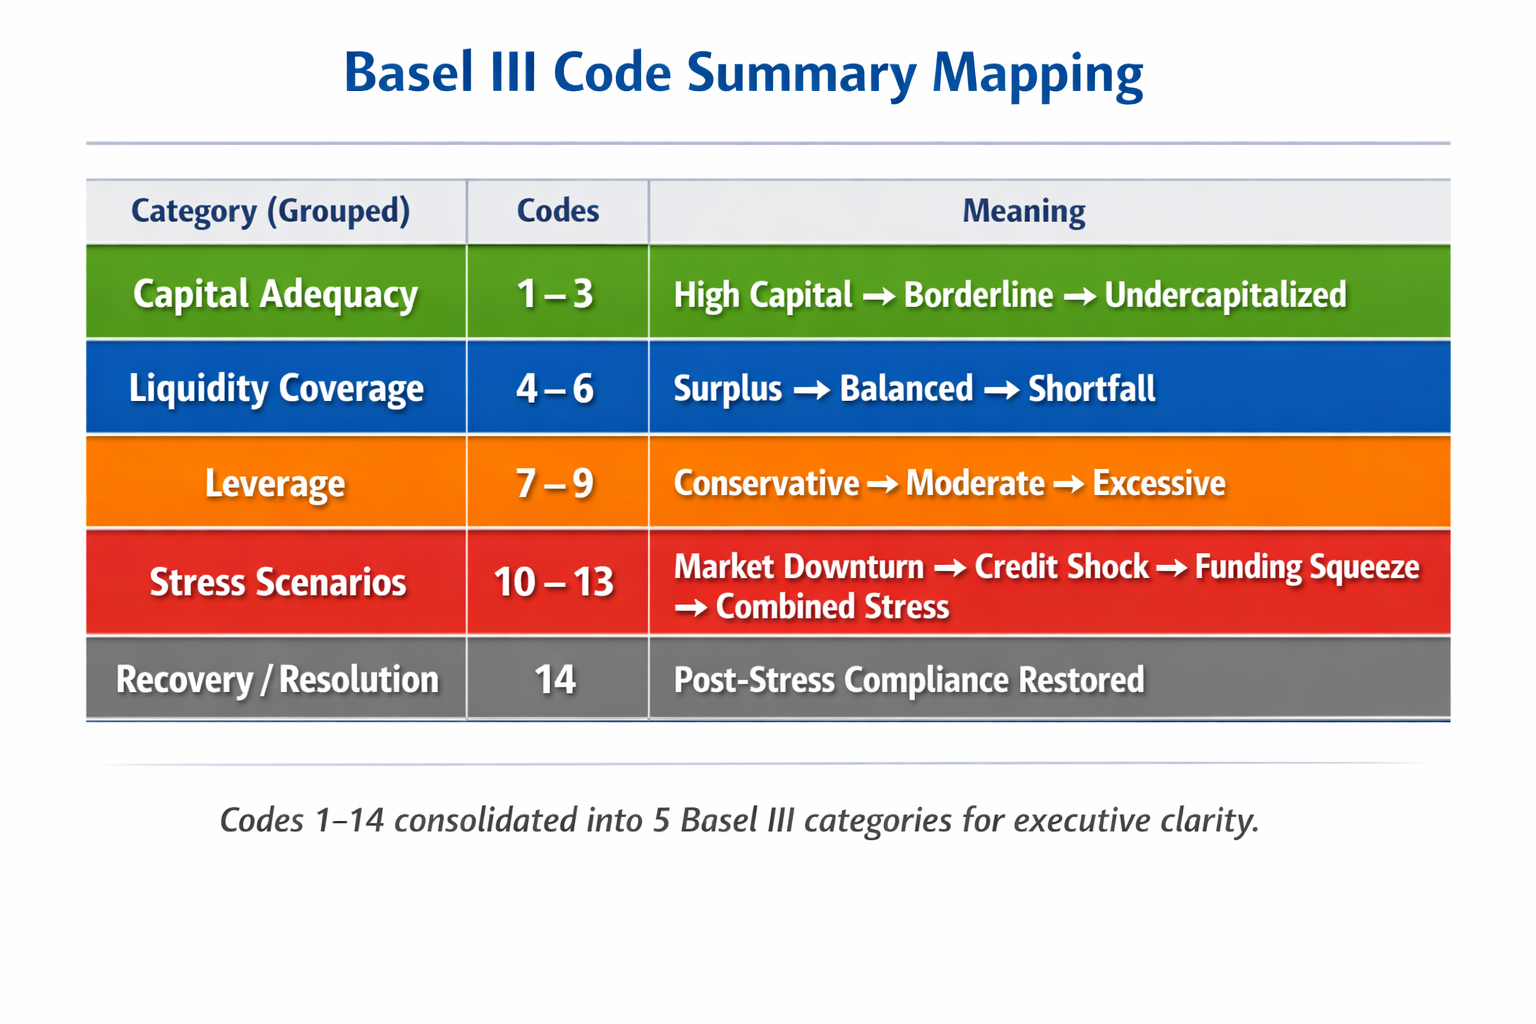 Basel III Code Summary Mapping
Category (Grouped) Codes Meaning
Capital Adequacy 1 – 3 High Capital → Borderline → Undercapitalized
Liquidity Coverage 4 – 6 Surplus → Balanced → Shortfall
Leverage 7 – 9 Conservative → Moderate → Excessive
Stress Scenarios 10 – 13 Market Downturn → Credit Shock → Funding Squeeze
→ Combined Stress
Recovery / Resolution 14 Post-Stress Compliance Restored
Codes 1–14 consolidated into 5 Basel III categories for executive clarity.